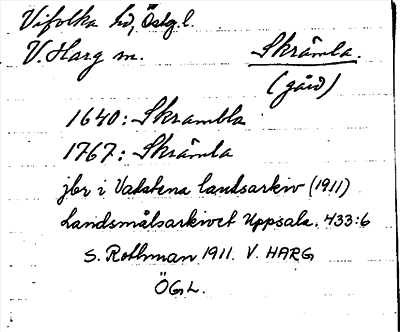 Vifolka hd, Östg.l.
V. Harg sn. Skrämla.
(gård)
1640: Skrambla
1767: Skrämla
jbr i Vadstena landsarkiv (1911)
Landsmålsarkivet Uppsala. 433:6
S. Rothman 1911. V. HARG
ÖGL.